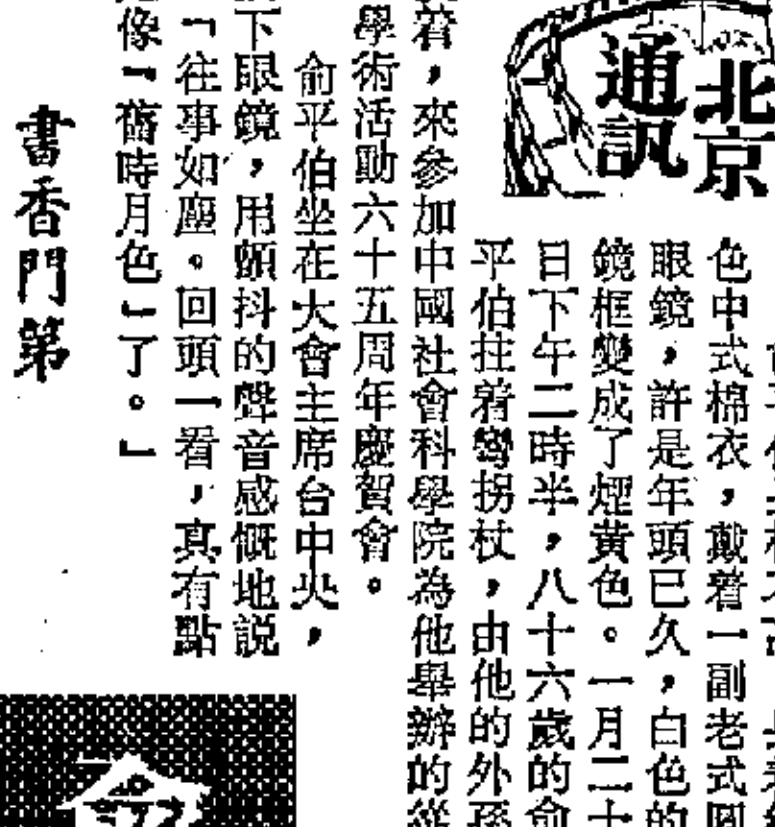 北京
通訊
色中式棉衣，戴着一副老式圓
眼鏡，許是年頭已久，白色的
鏡框變成了煙黃色。一月二十
日下午二時半，八十六歲的俞
平伯拄着彎拐杖，由他的外孫
着，來參加中國社會科學院為他舉辦的從
學術活動六十五周年慶賀會。
俞平伯坐在大會主席台中央，
下眼鏡，用顫抖的聲音感慨地説
「往事如塵。回頭一看，真有點
像「舊時月色」了。」
書香門第